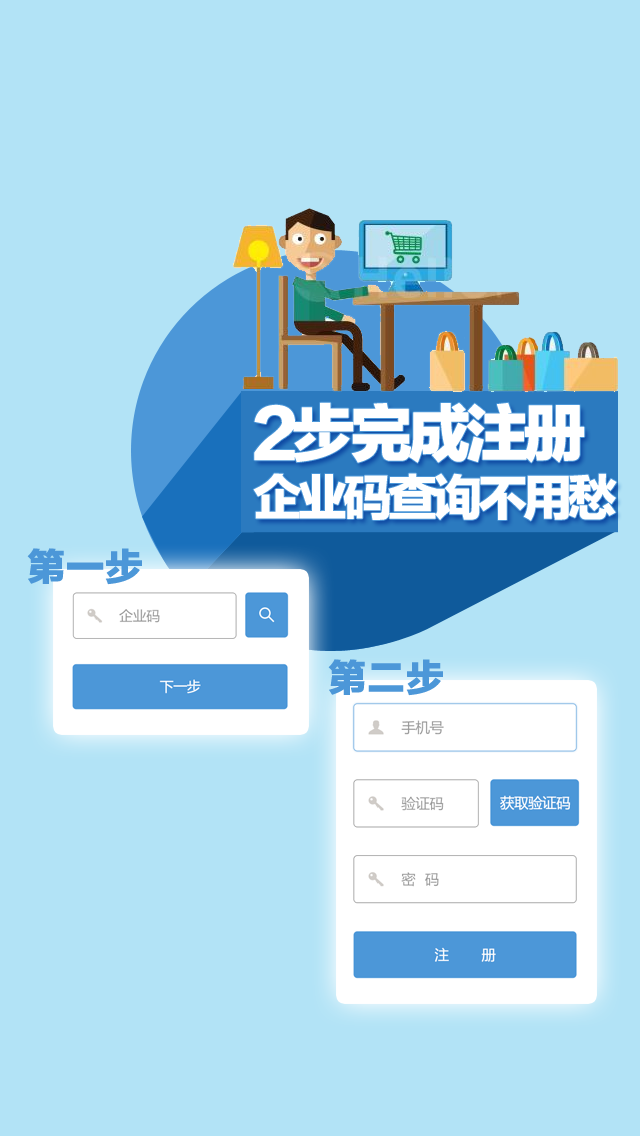 2步完成注册
企业码查询不用愁
第一步
企业码
下一步
第二步
手机号
验证码 获取验证码
密 码
注 册